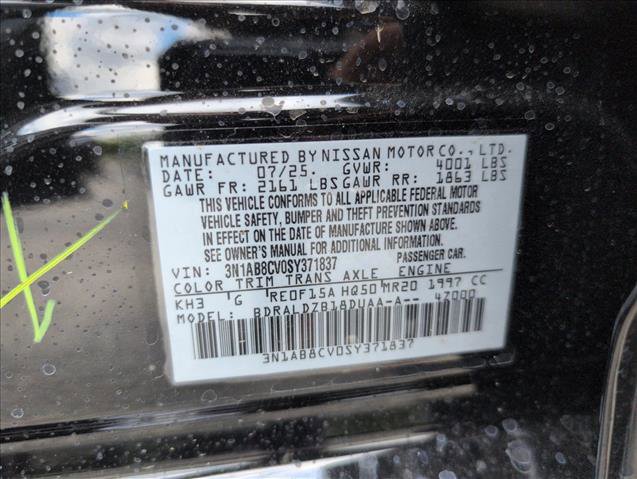 MANUFACTURED BY NISSAN MOTOR CO., LTD.
DATE: 07/25. GVWR: 4001 LBS
GAWR FR: 2161 LBS GAWR RR: 1863 LBS
THIS VEHICLE CONFORMS TO ALL APPLICABLE FEDERAL MOTOR
VEHICLE SAFETY, BUMPER AND THEFT PREVENTION STANDARDS
IN EFFECT ON THE DATE OF MANUFACTURE SHOWN ABOVE.
SEE OWNER'S MANUAL FOR ADDITIONAL INFORMATION.
VIN: 3N1AB8CV0SY371837 PASSENGER CAR.
COLOR TRIM TRANS AXLE ENGINE
KH3 'G 'RE0F15A HQ50 MR20 1997 CC
MODEL: BDRALDZB18DUAA-A-- 47000
3N1AB8CV0SY371837